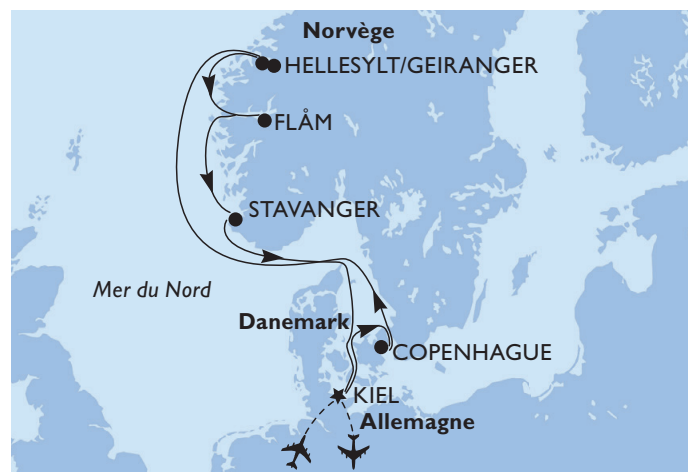 Norvège
HELLESYLT/GEIRANGER
FLÅM
STAVANGER
Mer du Nord
Danemark
COPENHAGUE
KIEL
Allemagne